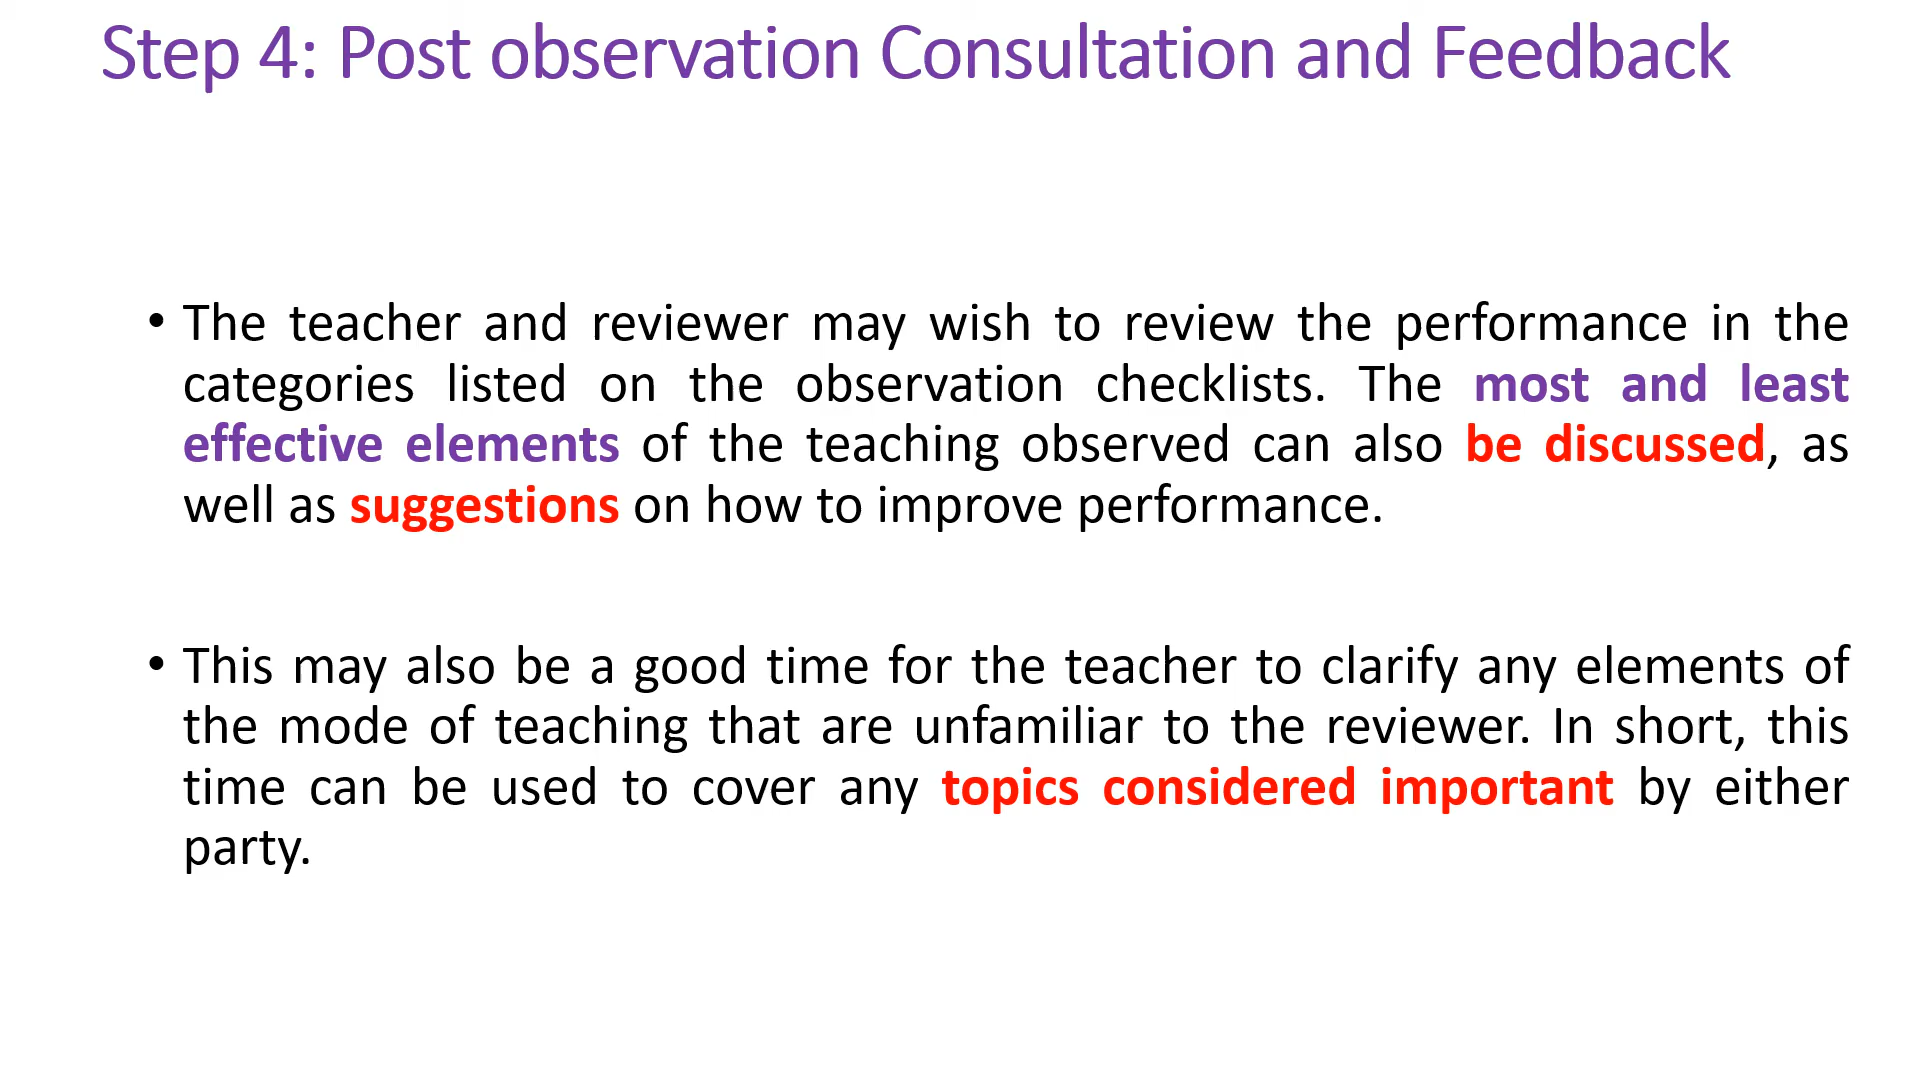 Step 4: Post observation Consultation and Feedback
• The teacher and reviewer may wish to review the performance in the
categories listed on the observation checklists. The most and least
effective elements of the teaching observed can also be discussed, as
well as suggestions on how to improve performance.
• This may also be a good time for the teacher to clarify any elements of
the mode of teaching that are unfamiliar to the reviewer. In short, this
time can be used to cover any topics considered important by either
party.